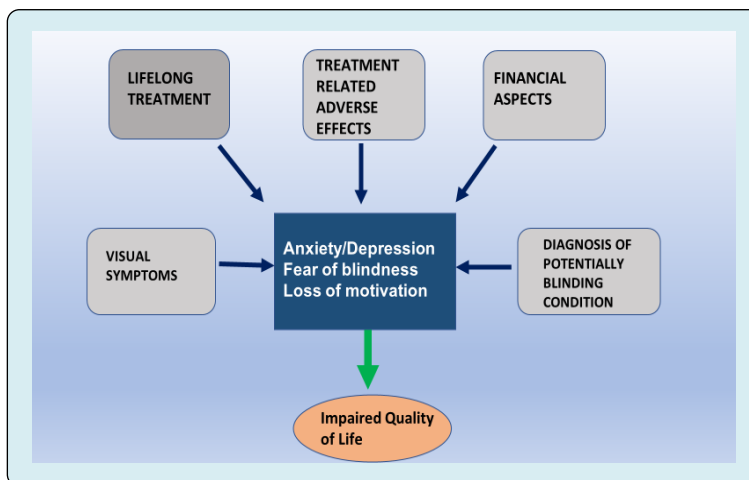 LIFELONG
TREATMENT
TREATMENT
RELATED
ADVERSE
EFFECTS
FINANCIAL
ASPECTS
VISUAL
SYMPTOMS
Anxiety/Depression
Fear of blindness
Loss of motivation
DIAGNOSIS OF
POTENTIALLY
BLINDING
CONDITION
Impaired Quality
of Life